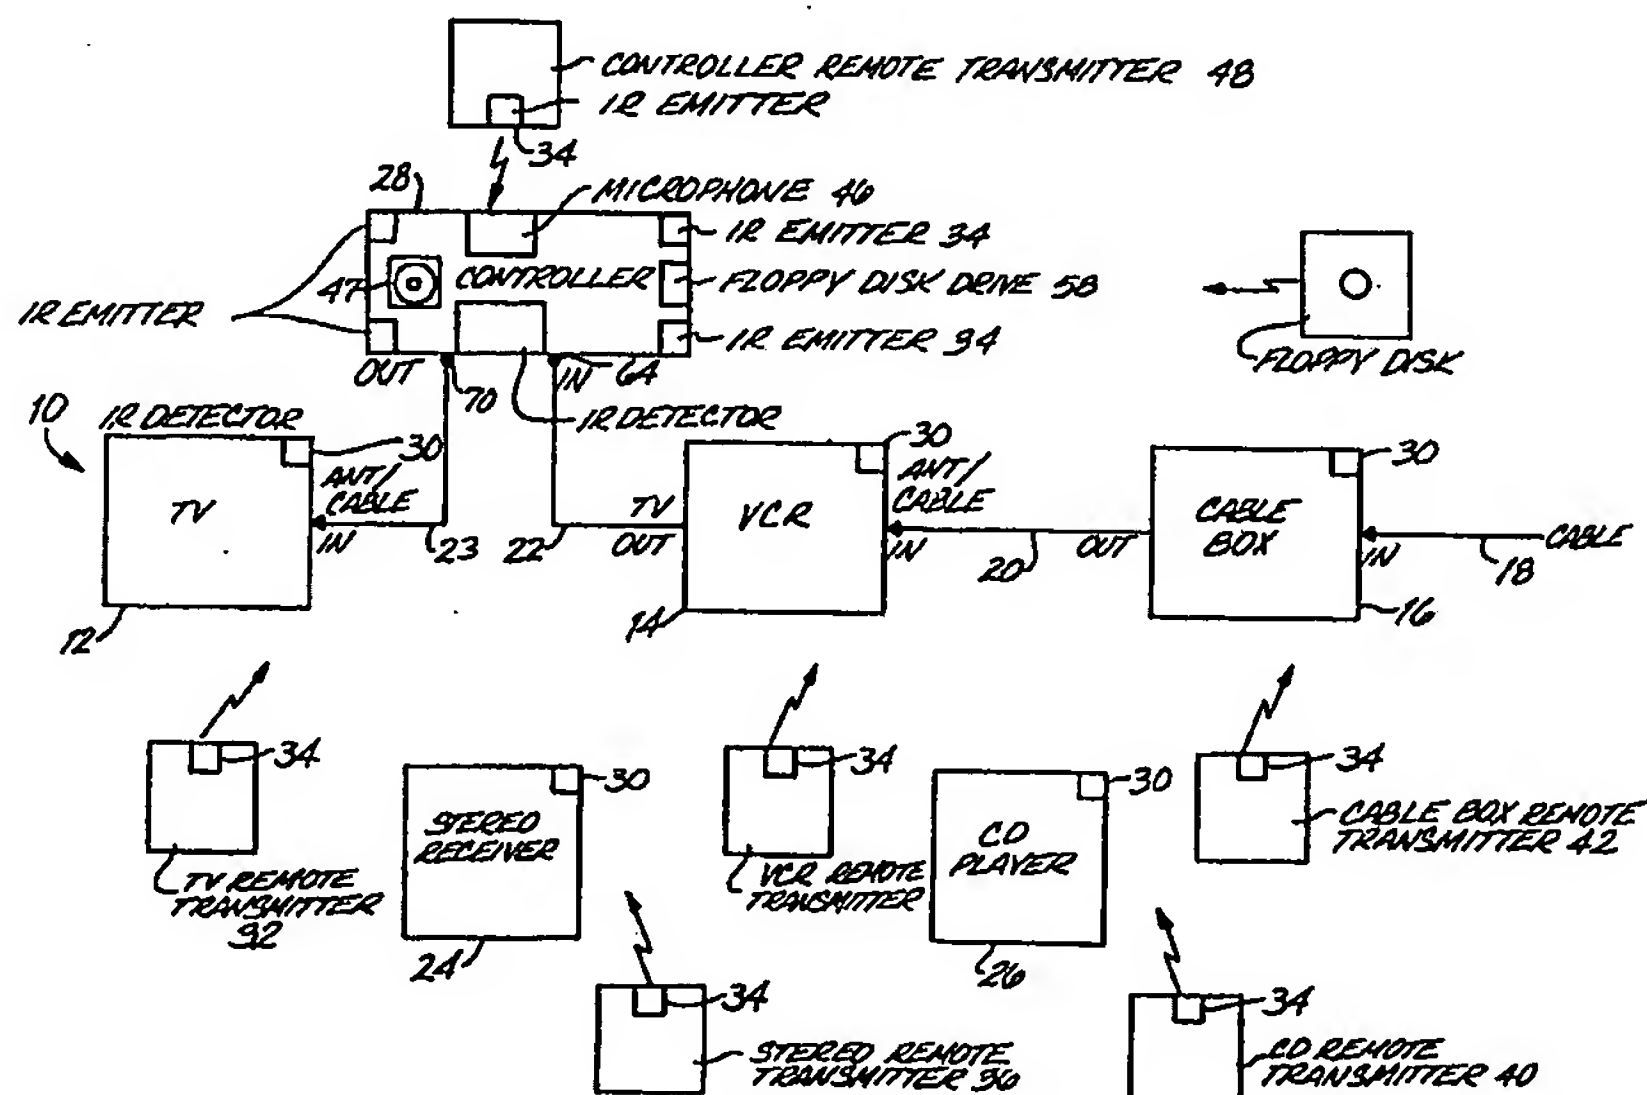 CONTROLLER REMOTE TRANSMITTER 48
IR EMITTER
34
28
MICROPHONE 46
IR EMITTER 34
47
CONTROLLER
FLOPPY DISK DRIVE 58
IR EMITTER
IR EMITTER 34
FLOPPY DISK
OUT
70
IN
64
IR DETECTOR
10
IR DETECTOR
30
TV
ANT/
CABLE
IN
23
22
12
30
ANT/
CABLE
TV
OUT
VCR
IN
14
20
OUT
30
CABLE
BOX
IN
18
CABLE
16
34
TV REMOTE
TRANSMITTER
32
30
STEREO
RECEIVER
24
34
VCR REMOTE
TRANSMITTER
30
CD
PLAYER
26
34
CABLE BOX REMOTE
TRANSMITTER 42
34
STEREO REMOTE
TRANSMITTER 36
34
CD REMOTE
TRANSMITTER 40